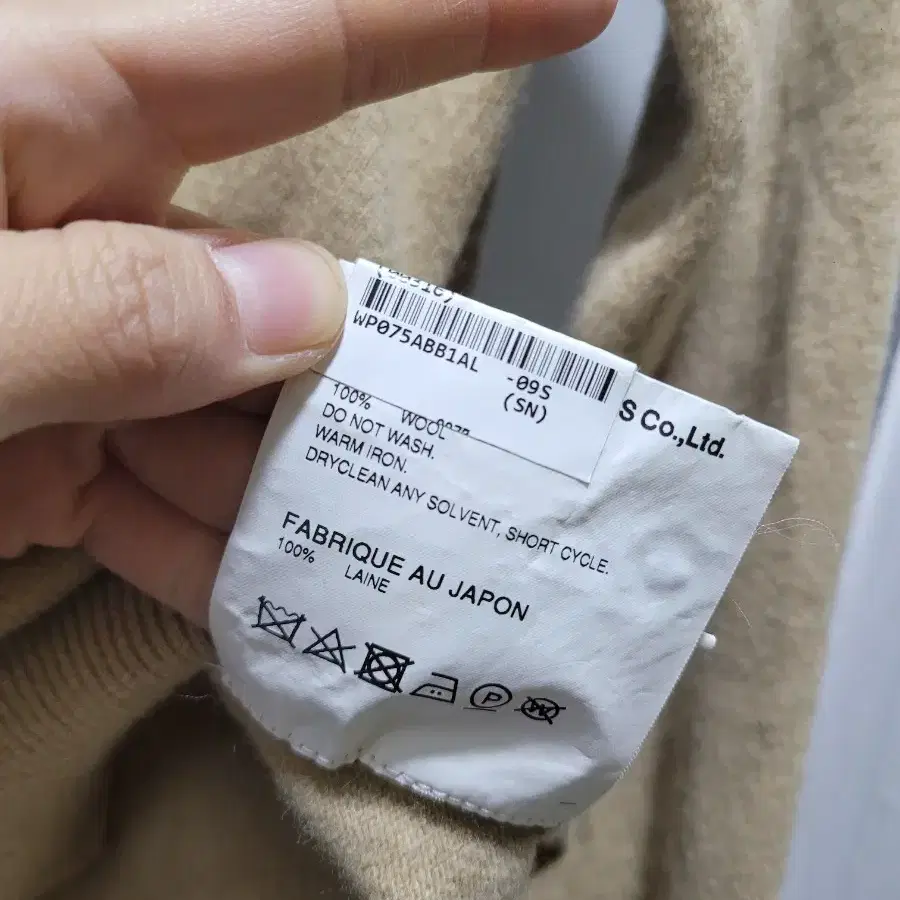 WP075ABB1AL -09S
(SN)
S Co.,Ltd.
100% WOOL
DO NOT WASH.
WARM IRON.
DRYCLEAN ANY SOLVENT, SHORT CYCLE.
FABRIQUE AU JAPON
100% LAINE
P